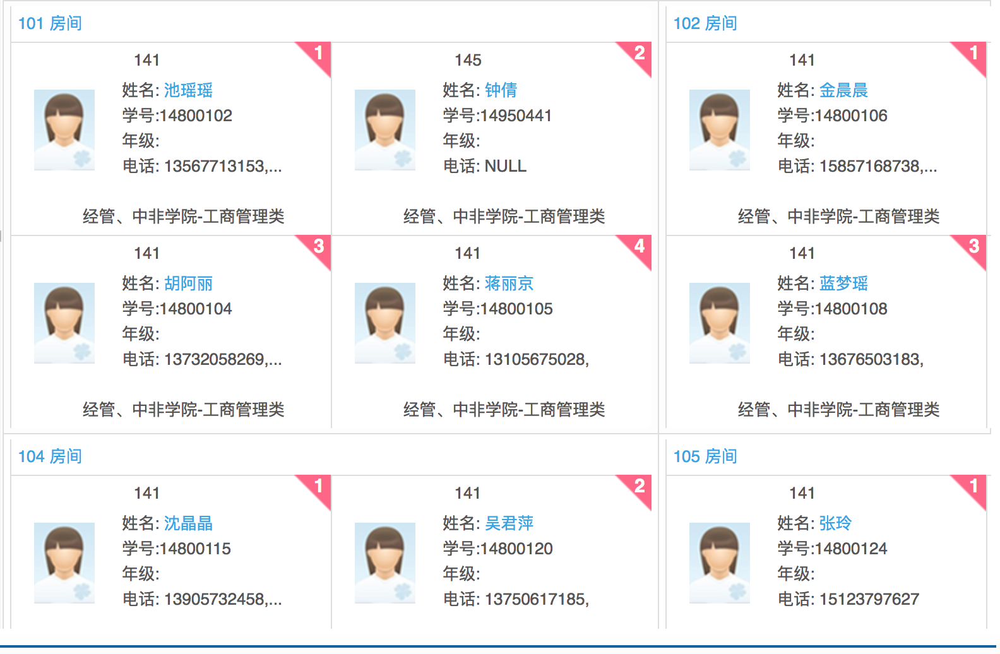 101 房间
1
141
姓名: 池瑶瑶
学号:14800102
年级:
电话: 13567713153,...
经管、中非学院-工商管理类
2
145
姓名: 钟倩
学号:14950441
年级:
电话: NULL
经管、中非学院-工商管理类
3
141
姓名: 胡阿丽
学号:14800104
年级:
电话: 13732058269,...
经管、中非学院-工商管理类
4
141
姓名: 蒋丽京
学号:14800105
年级:
电话: 13105675028,
经管、中非学院-工商管理类
102 房间
1
141
姓名: 金晨晨
学号:14800106
年级:
电话: 15857168738,...
经管、中非学院-工商管理类
3
141
姓名: 蓝梦瑶
学号:14800108
年级:
电话: 13676503183,
经管、中非学院-工商管理类
104 房间
1
141
姓名: 沈晶晶
学号:14800115
年级:
电话: 13905732458,...
2
141
姓名: 吴君萍
学号:14800120
年级:
电话: 13750617185,
105 房间
1
141
姓名: 张玲
学号:14800124
年级:
电话: 15123797627